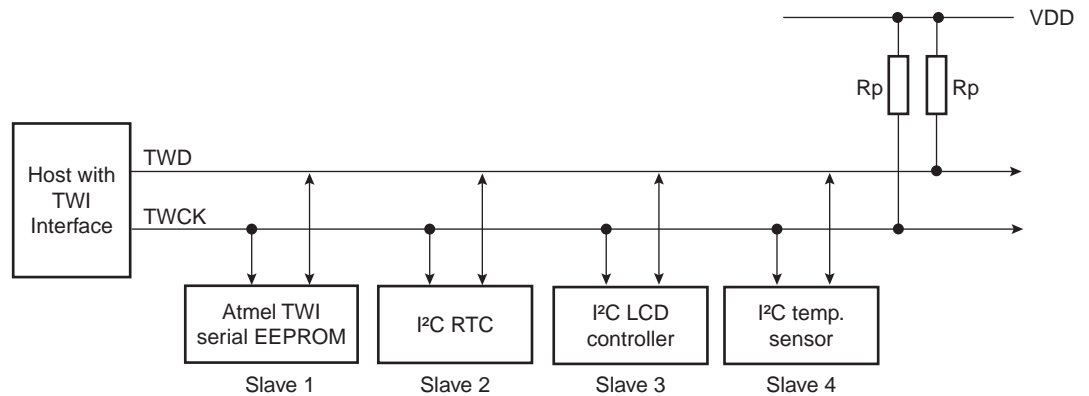 VDD
Rp
Rp
Host with
TWI
Interface
TWD
TWCK
Atmel TWI
serial EEPROM
I²C RTC
I²C LCD
controller
I²C temp.
sensor
Slave 1
Slave 2
Slave 3
Slave 4